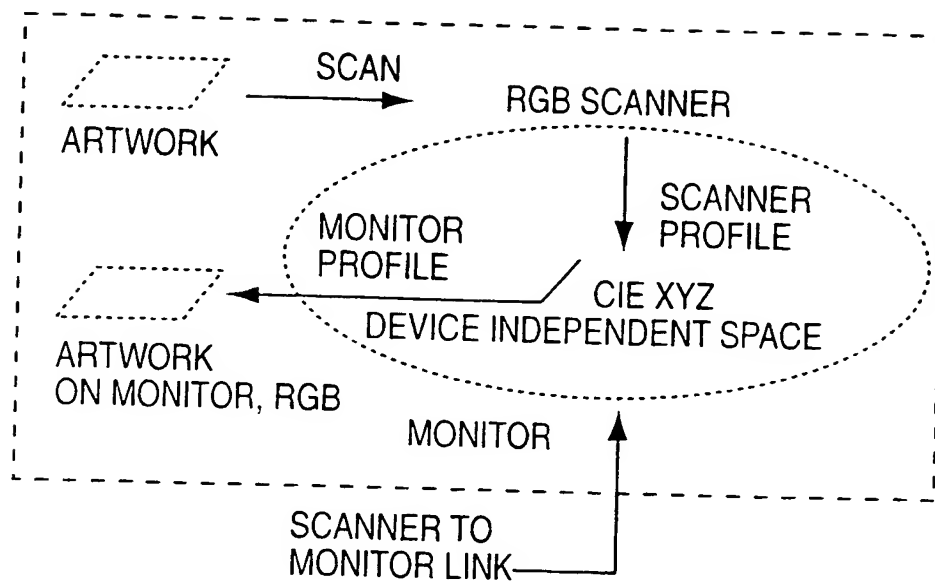 SCAN
RGB SCANNER
ARTWORK
SCANNER
PROFILE
MONITOR
PROFILE
CIE XYZ
DEVICE INDEPENDENT SPACE
ARTWORK
ON MONITOR, RGB
MONITOR
SCANNER TO
MONITOR LINK